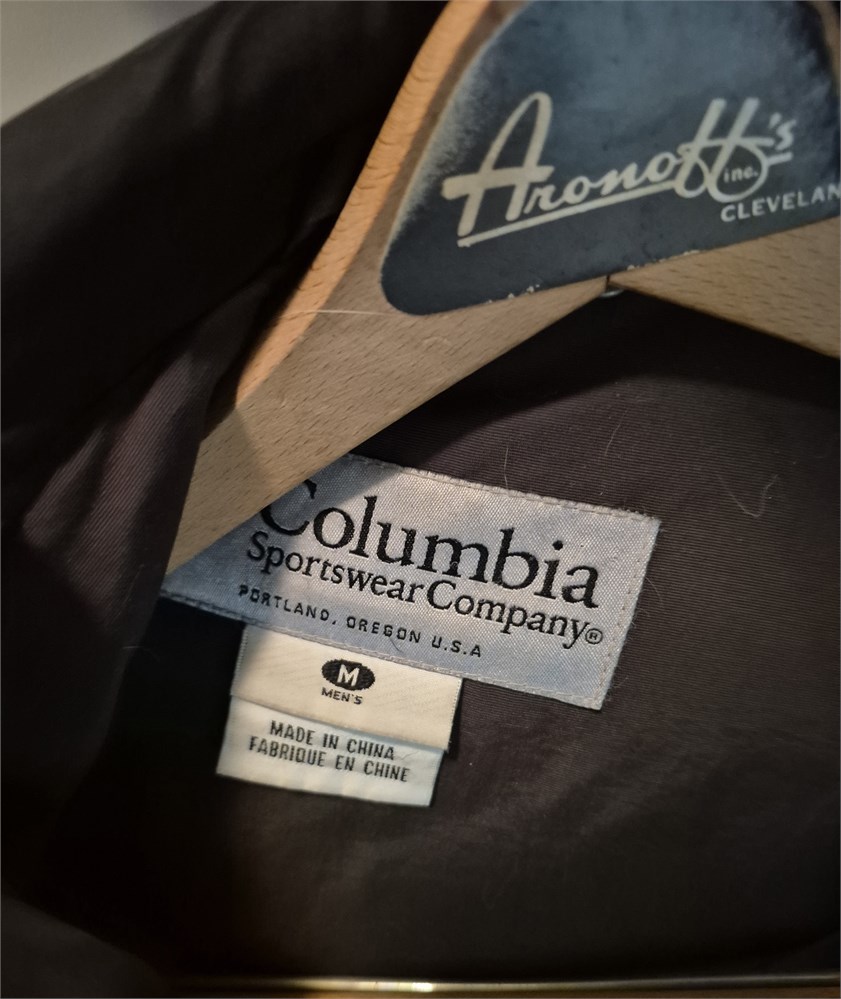 Aronoff's
inc.
CLEVELAN
Columbia
Sportswear Company®
PORTLAND, OREGON U.S.A
M
MEN'S
MADE IN CHINA
FABRIQUE EN CHINE